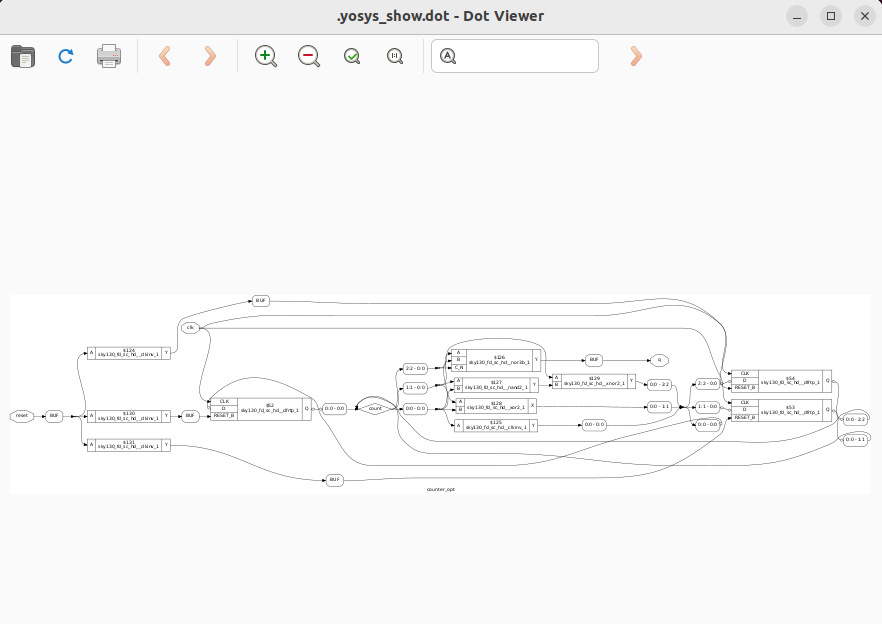 .yosys_show.dot - Dot Viewer
A
BUF
clk
$124
A sky130_fd_sc_hd__clkinv_1 Y
reset
BUF
$130
A sky130_fd_sc_hd__clkinv_1 Y
BUF
$131
A sky130_fd_sc_hd__clkinv_1 Y
CLK
D
RESET_B
$52
sky130_fd_sc_hd__dfrtp_1
Q
0:0 - 0:0
count
BUF
2:2 - 0:0
1:1 - 0:0
0:0 - 0:0
A
B
C_N
$126
sky130_fd_sc_hd__nor3b_1
Y
A
B
$127
sky130_fd_sc_hd__nand2_1
Y
A
B
$128
sky130_fd_sc_hd__xor2_1
X
A
$125
sky130_fd_sc_hd__clkinv_1
Y
BUF
q
A
B
$129
sky130_fd_sc_hd__xnor2_1
Y
0:0 - 0:0
0:0 - 2:2
0:0 - 1:1
2:2 - 0:0
1:1 - 0:0
0:0 - 0:0
CLK
D
RESET_B
$54
sky130_fd_sc_hd__dfrtp_1
Q
CLK
D
RESET_B
$53
sky130_fd_sc_hd__dfrtp_1
Q
0:0 - 2:2
0:0 - 1:1
counter_opt